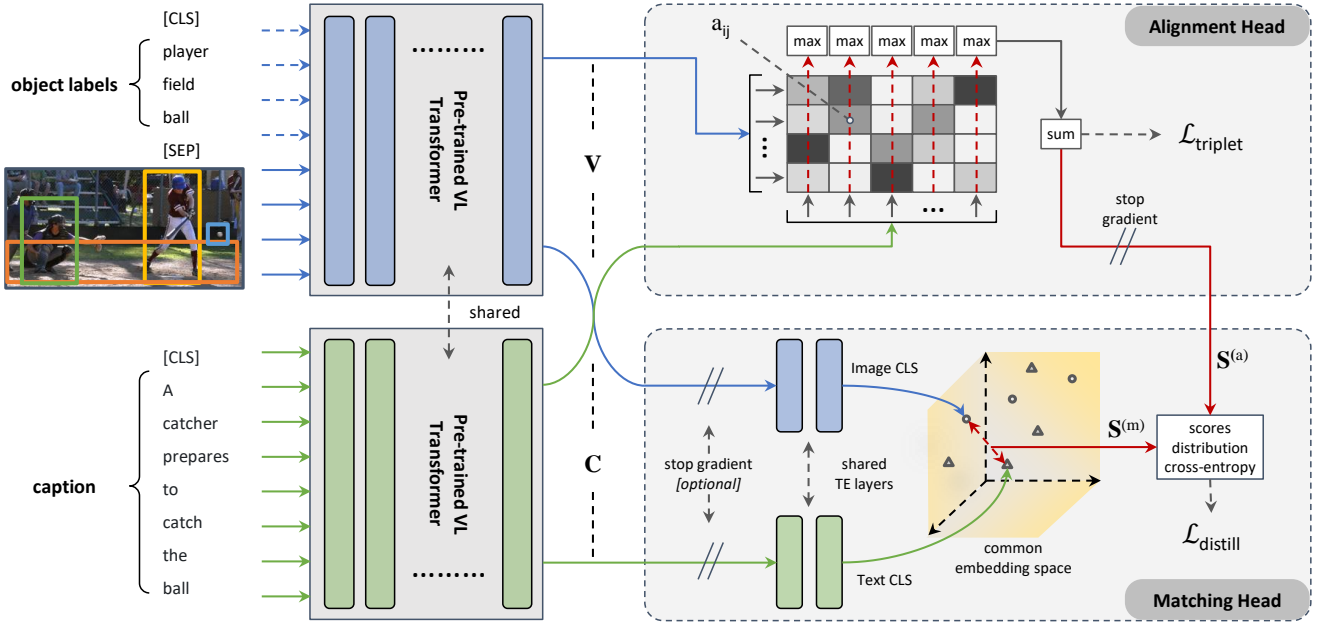 [CLS]
player
field
ball
[SEP]
object labels
Pre-trained VL
Transformer
shared
[CLS]
A
catcher
prepares
to
catch
the
ball
caption
Pre-trained VL
Transformer
V
C
Alignment Head
a_ij
max max max max max
sum
ℒ_triplet
stop
gradient
S^(a)
Image CLS
stop gradient
[optional]
shared
TE layers
Text CLS
common
embedding space
S^(m)
scores
distribution
cross-entropy
ℒ_distill
Matching Head